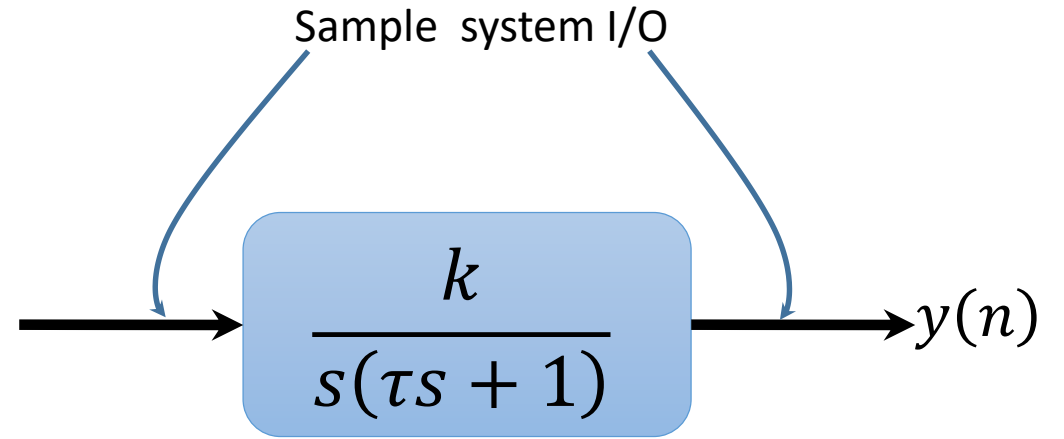 Sample  system I/O
k
s(τs + 1)
y(n)